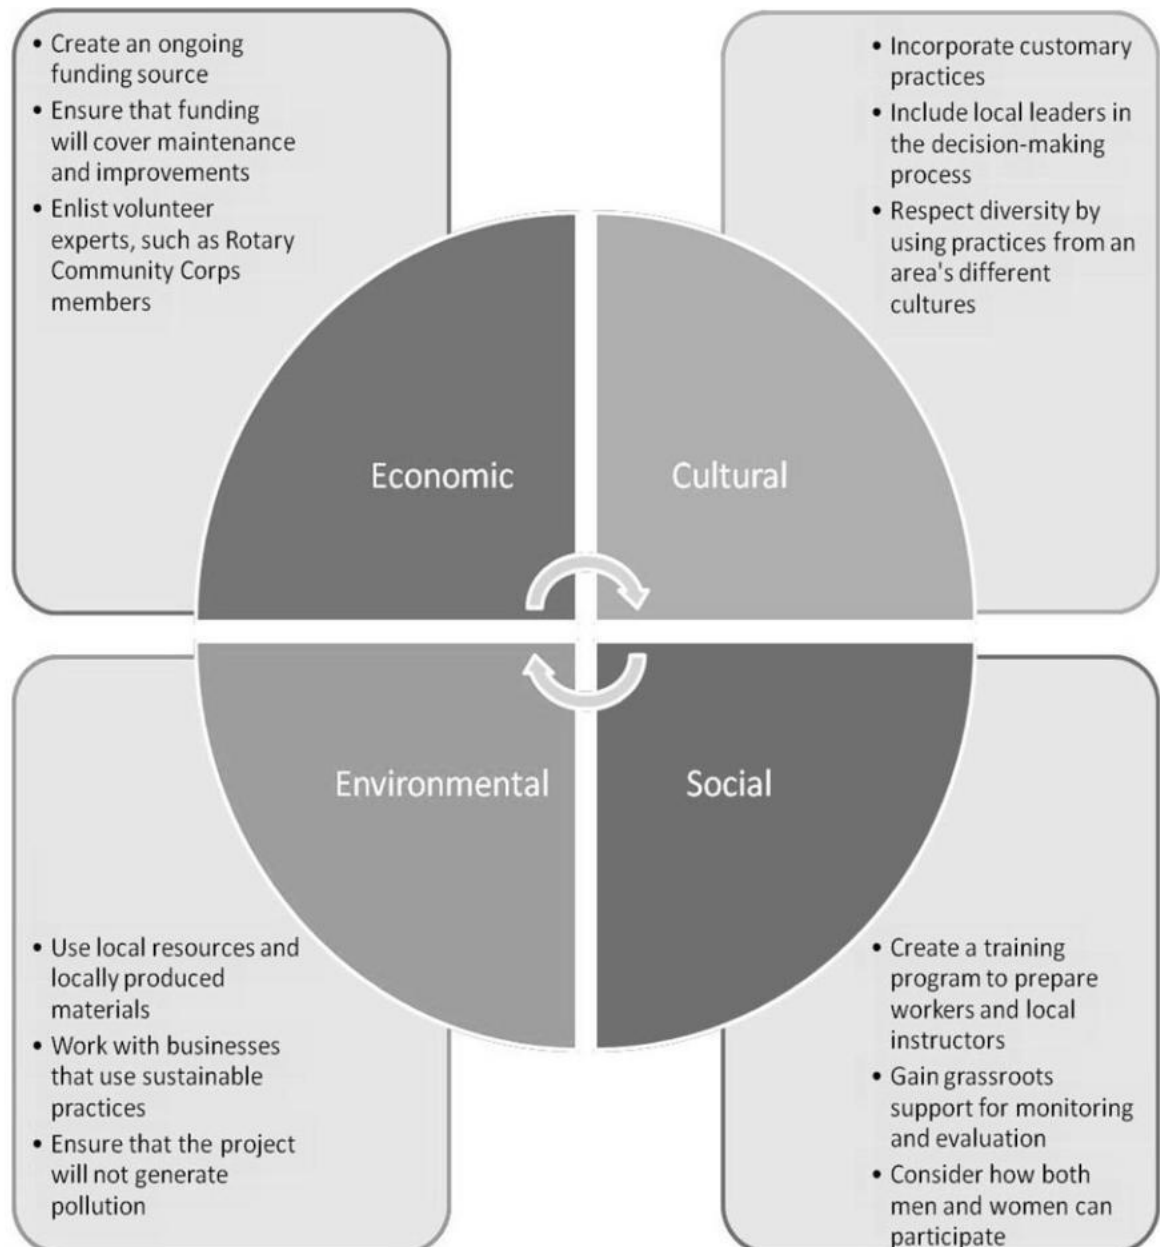 • Create an ongoing
funding source
• Ensure that funding
will cover maintenance
and improvements
• Enlist volunteer
experts, such as Rotary
Community Corps
members
• Incorporate customary
practices
• Include local leaders in
the decision-making
process
• Respect diversity by
using practices from an
area's different
cultures
Economic
Cultural
Environmental
Social
• Use local resources and
locally produced
materials
• Work with businesses
that use sustainable
practices
• Ensure that the project
will not generate
pollution
• Create a training
program to prepare
workers and local
instructors
• Gain grassroots
support for monitoring
and evaluation
• Consider how both
men and women can
participate